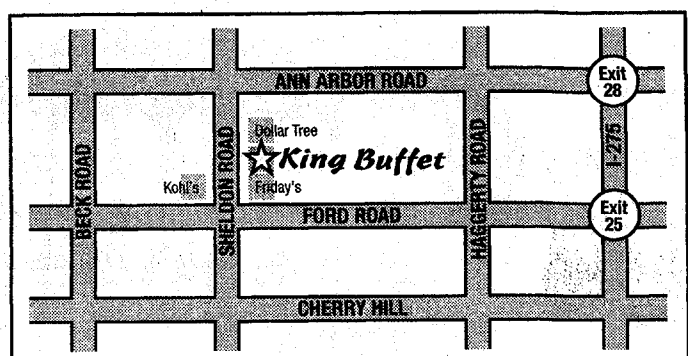 ANN ARBOR ROAD
Exit
28
Dollar Tree
King Buffet
Kohl's
Friday's
BECK ROAD
SHELDON ROAD
HAGGERTY ROAD
I-275
FORD ROAD
Exit
25
CHERRY HILL